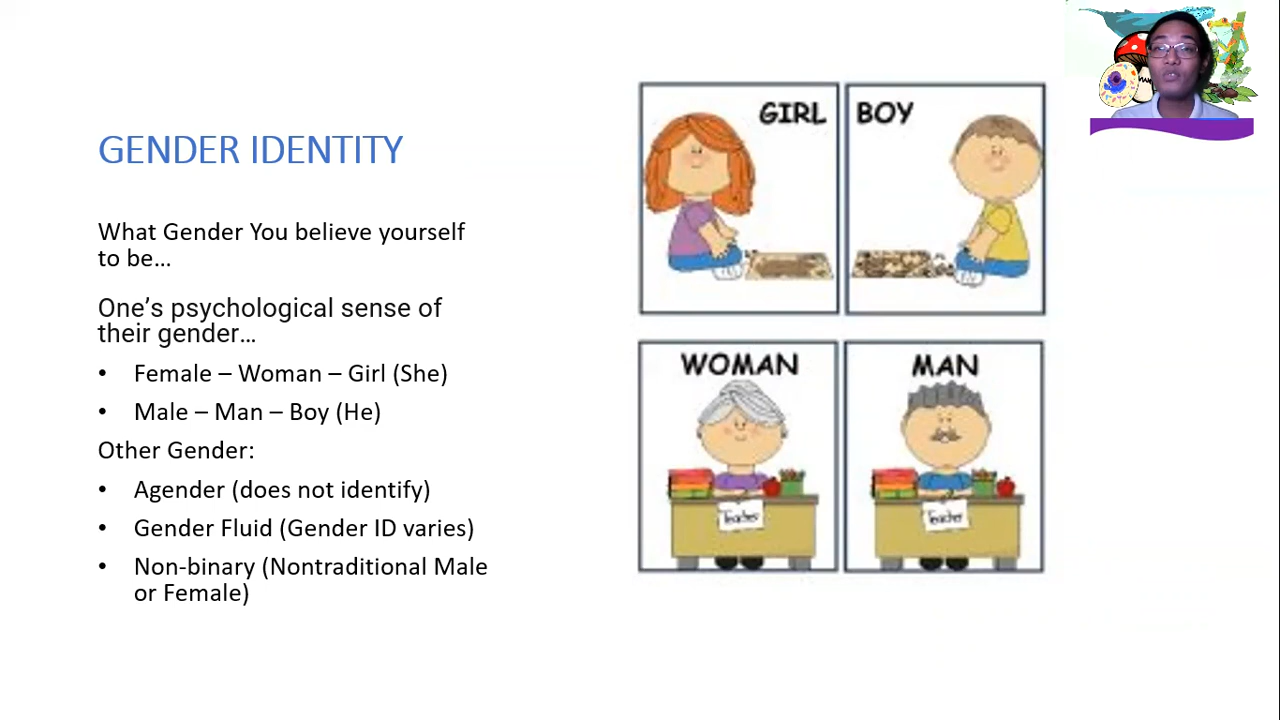 GENDER IDENTITY
What Gender You believe yourself
to be…
One’s psychological sense of
their gender…
• Female – Woman – Girl (She)
• Male – Man – Boy (He)
Other Gender:
• Agender (does not identify)
• Gender Fluid (Gender ID varies)
• Non-binary (Nontraditional Male
or Female)
GIRL
BOY
WOMAN
MAN
Teacher
Teacher